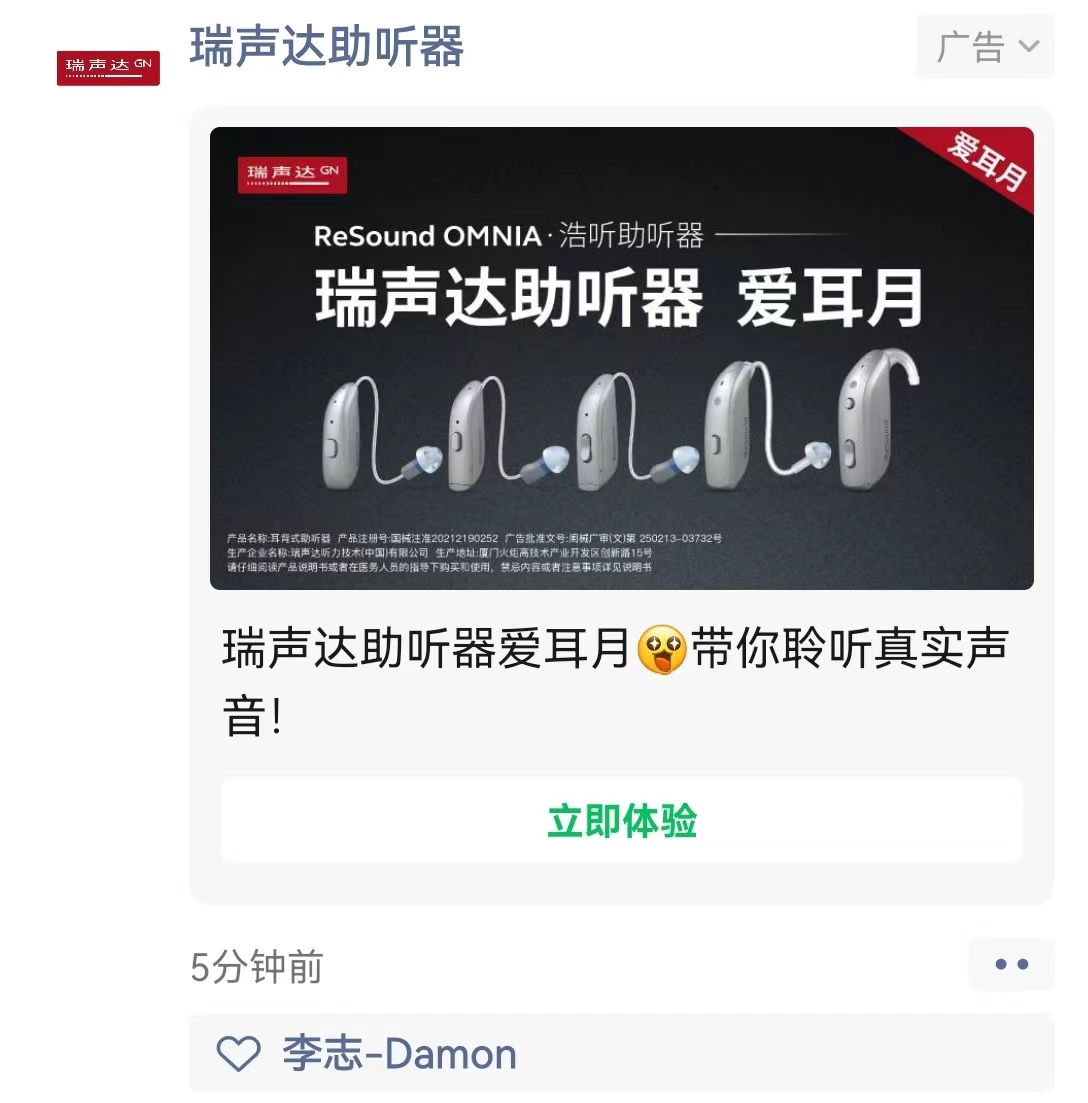 瑞声达助听器
广告
瑞声达 GN
瑞声达 GN
爱耳月
ReSound OMNIA·浩听助听器
瑞声达助听器 爱耳月
产品名称:耳背式助听器 产品注册号:国械注准20212190252 广告批准文号:闽械广审(文)第 250213-03732号
生产企业名称:瑞声达听力技术(中国)有限公司 生产地址:厦门火炬高技术产业开发区创新路15号
请仔细阅读产品说明书或者在医务人员的指导下购买和使用，禁忌内容或者注意事项详见说明书
瑞声达助听器爱耳月🤩带你聆听真实声
音！
立即体验
5分钟前
李志-Damon